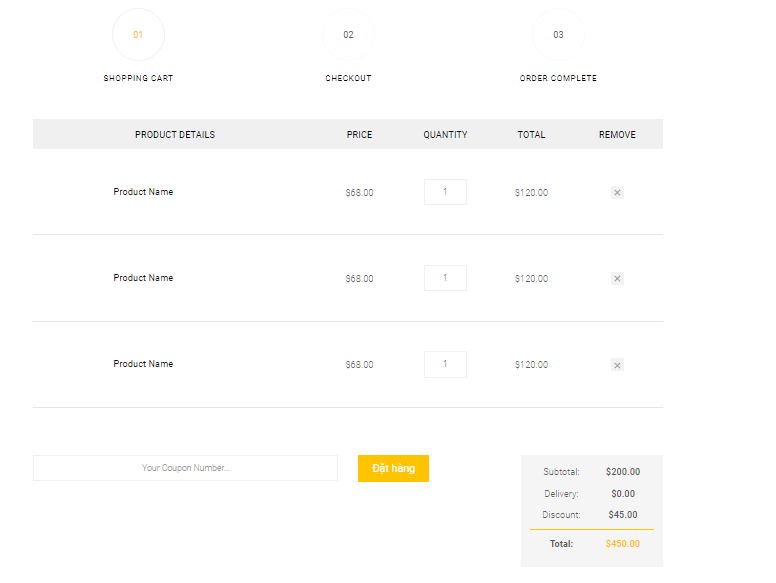 01 02 03
SHOPPING CART CHECKOUT ORDER COMPLETE
PRODUCT DETAILS PRICE QUANTITY TOTAL REMOVE
Product Name $68.00 1 $120.00 ×
Product Name $68.00 1 $120.00 ×
Product Name $68.00 1 $120.00 ×
Your Coupon Number... Đặt hàng
Subtotal: $200.00
Delivery: $0.00
Discount: $45.00
Total: $450.00